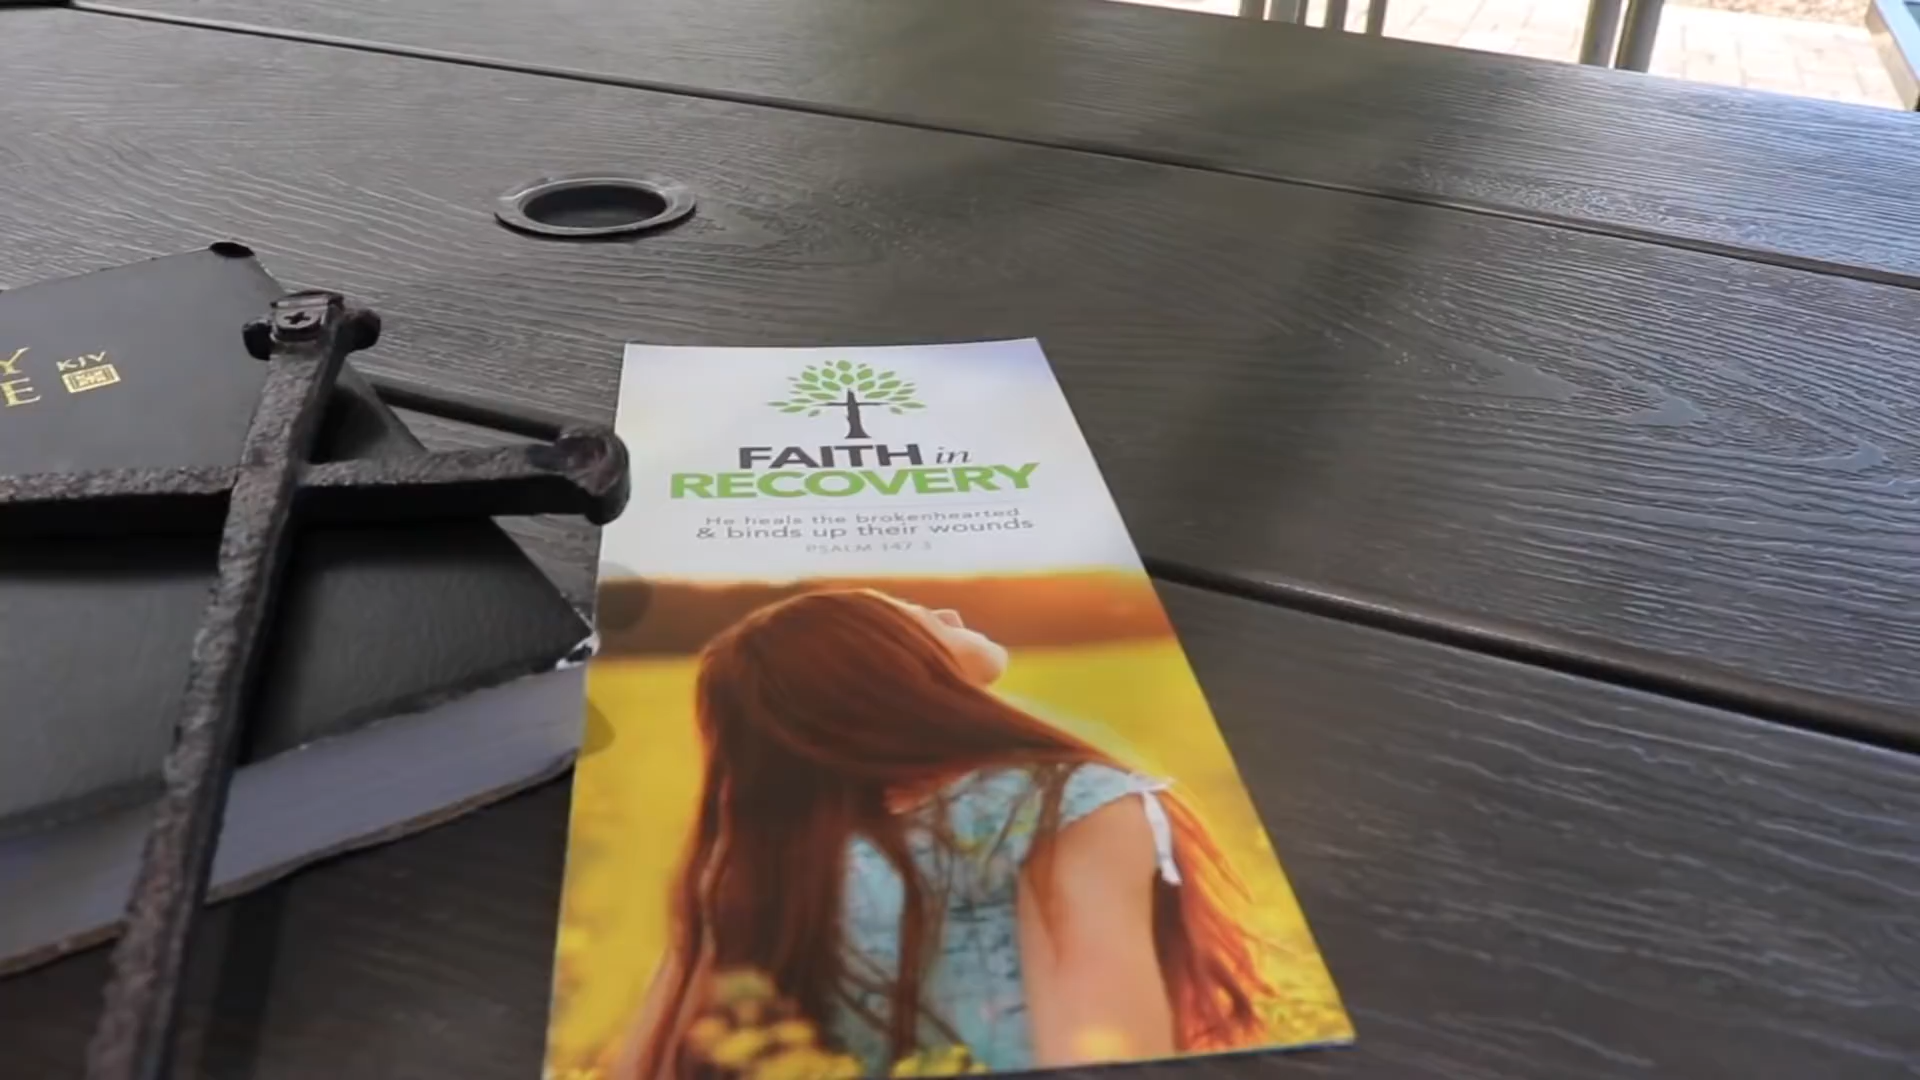 Y KJV
E
FAITH in
RECOVERY
He heals the brokenhearted
& binds up their wounds
PSALM 147:3